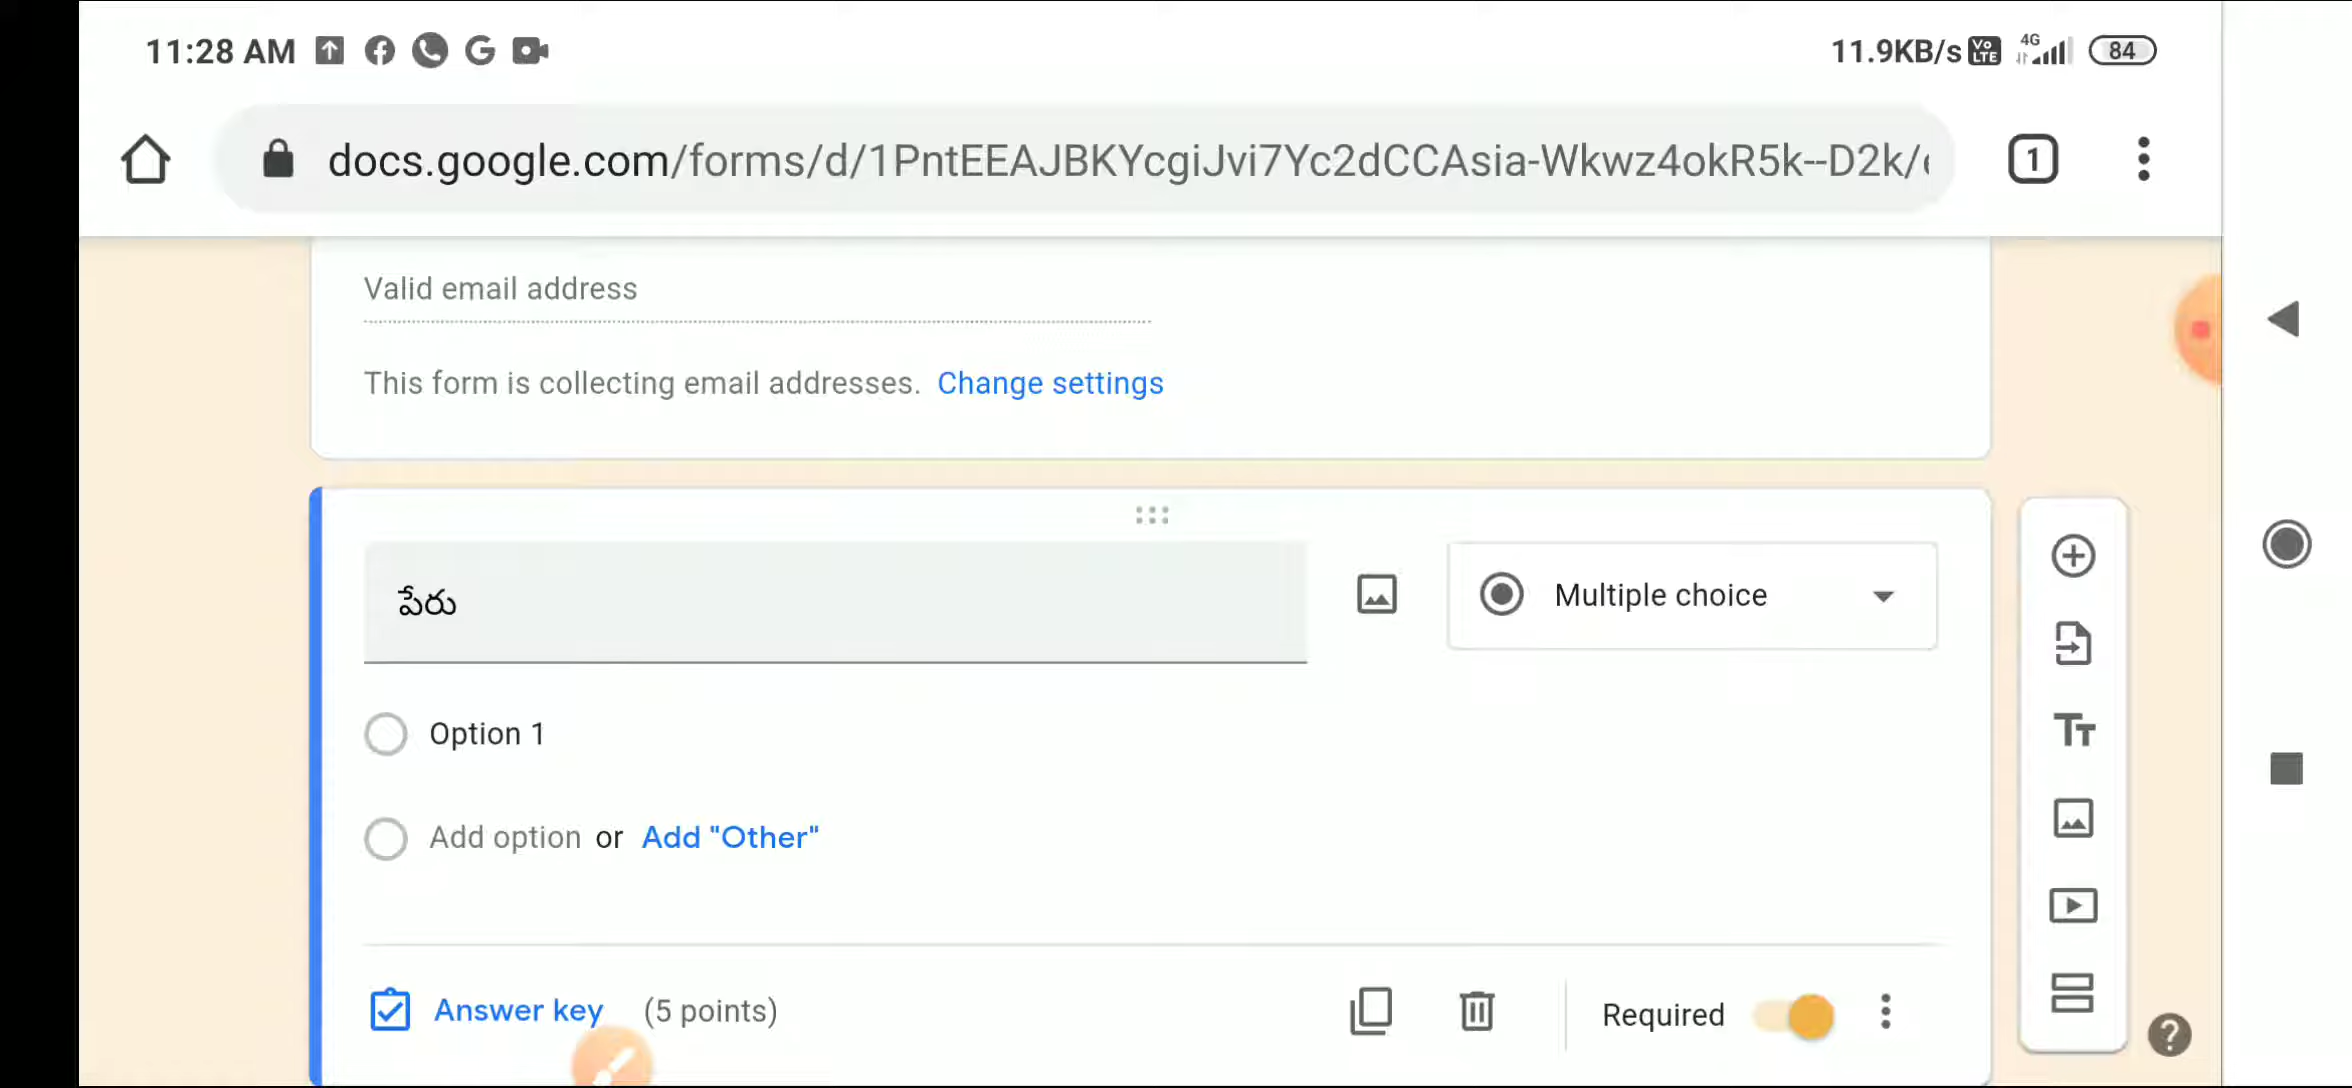 11:28 AM 11.9KB/s Vo LTE 4G 84
docs.google.com/forms/d/1PntEEAJBKYcgiJvi7Yc2dCCAsia-Wkwz4okR5k--D2k/ 1
Valid email address
This form is collecting email addresses. Change settings
పేరు Multiple choice
Option 1
Add option or Add "Other"
Answer key (5 points) Required